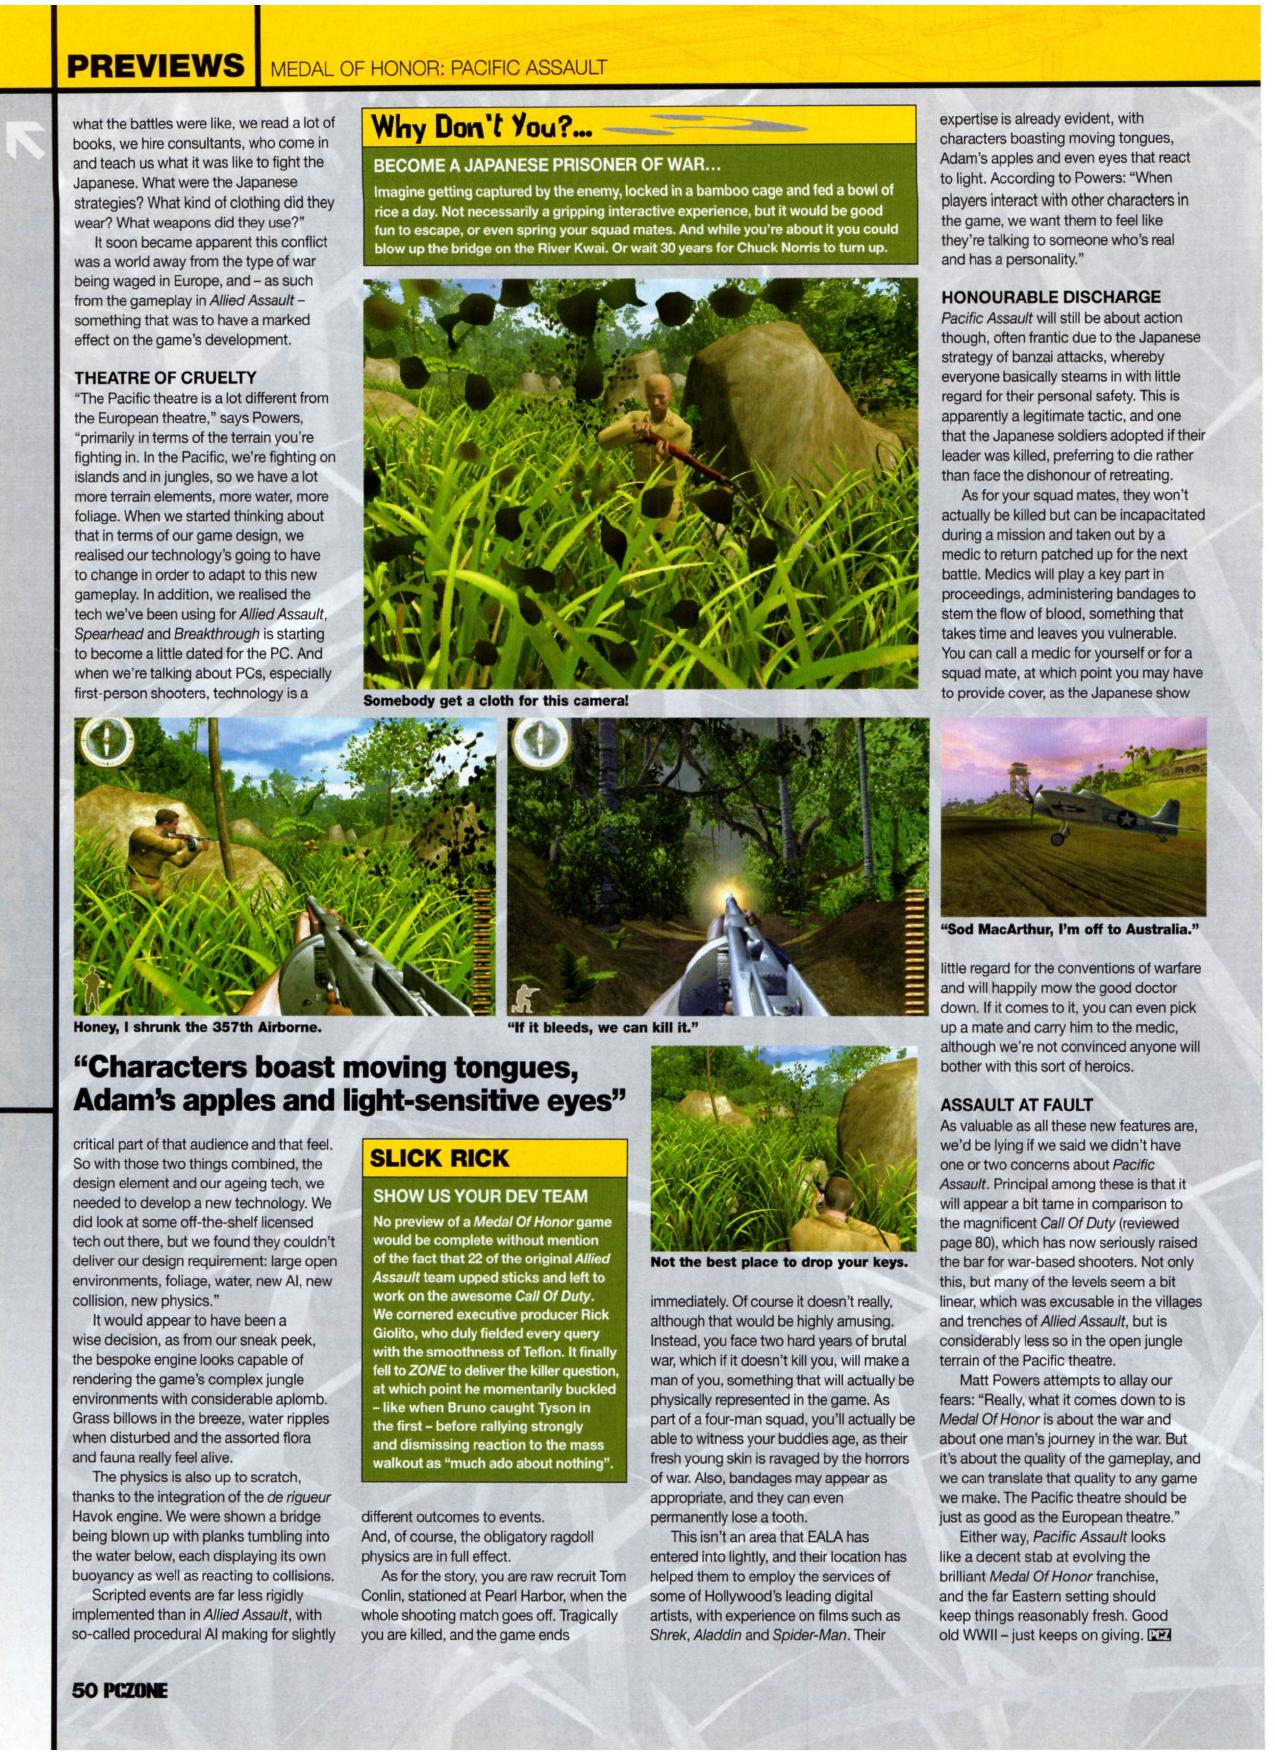 PREVIEWS
MEDAL OF HONOR: PACIFIC ASSAULT
what the battles were like, we read a lot of
books, we hire consultants, who come in
and teach us what it was like to fight the
Japanese. What were the Japanese
strategies? What kind of clothing did they
wear? What weapons did they use?"
It soon became apparent this conflict
was a world away from the type of war
being waged in Europe, and – as such
from the gameplay in Allied Assault –
something that was to have a marked
effect on the game's development.
THEATRE OF CRUELTY
"The Pacific theatre is a lot different from
the European theatre," says Powers,
"primarily in terms of the terrain you're
fighting in. In the Pacific, we're fighting on
islands and in jungles, so we have a lot
more terrain elements, more water, more
foliage. When we started thinking about
that in terms of our game design, we
realised our technology's going to have
to change in order to adapt to this new
gameplay. In addition, we realised the
tech we've been using for Allied Assault,
Spearhead and Breakthrough is starting
to become a little dated for the PC. And
when we're talking about PCs, especially
first-person shooters, technology is a
Why Don't You?...
BECOME A JAPANESE PRISONER OF WAR...
Imagine getting captured by the enemy, locked in a bamboo cage and fed a bowl of
rice a day. Not necessarily a gripping interactive experience, but it would be good
fun to escape, or even spring your squad mates. And while you're about it you could
blow up the bridge on the River Kwai. Or wait 30 years for Chuck Norris to turn up.
Somebody get a cloth for this camera!
Honey, I shrunk the 357th Airborne.
"If it bleeds, we can kill it."
"Characters boast moving tongues,
Adam's apples and light-sensitive eyes"
critical part of that audience and that feel.
So with those two things combined, the
design element and our ageing tech, we
needed to develop a new technology. We
did look at some off-the-shelf licensed
tech out there, but we found they couldn't
deliver our design requirement: large open
environments, foliage, water, new AI, new
collision, new physics."
It would appear to have been a
wise decision, as from our sneak peek,
the bespoke engine looks capable of
rendering the game's complex jungle
environments with considerable aplomb.
Grass billows in the breeze, water ripples
when disturbed and the assorted flora
and fauna really feel alive.
The physics is also up to scratch,
thanks to the integration of the de rigueur
Havok engine. We were shown a bridge
being blown up with planks tumbling into
the water below, each displaying its own
buoyancy as well as reacting to collisions.
Scripted events are far less rigidly
implemented than in Allied Assault, with
so-called procedural AI making for slightly
SLICK RICK
SHOW US YOUR DEV TEAM
No preview of a Medal Of Honor game
would be complete without mention
of the fact that 22 of the original Allied
Assault team upped sticks and left to
work on the awesome Call Of Duty.
We cornered executive producer Rick
Giolito, who duly fielded every query
with the smoothness of Teflon. It finally
fell to ZONE to deliver the killer question,
at which point he momentarily buckled
– like when Bruno caught Tyson in
the first – before rallying strongly
and dismissing reaction to the mass
walkout as "much ado about nothing".
different outcomes to events.
And, of course, the obligatory ragdoll
physics are in full effect.
As for the story, you are raw recruit Tom
Conlin, stationed at Pearl Harbor, when the
whole shooting match goes off. Tragically
you are killed, and the game ends
Not the best place to drop your keys.
immediately. Of course it doesn't really,
although that would be highly amusing.
Instead, you face two hard years of brutal
war, which if it doesn't kill you, will make a
man of you, something that will actually be
physically represented in the game. As
part of a four-man squad, you'll actually be
able to witness your buddies age, as their
fresh young skin is ravaged by the horrors
of war. Also, bandages may appear as
appropriate, and they can even
permanently lose a tooth.
This isn't an area that EALA has
entered into lightly, and their location has
helped them to employ the services of
some of Hollywood's leading digital
artists, with experience on films such as
Shrek, Aladdin and Spider-Man. Their
expertise is already evident, with
characters boasting moving tongues,
Adam's apples and even eyes that react
to light. According to Powers: "When
players interact with other characters in
the game, we want them to feel like
they're talking to someone who's real
and has a personality."
HONOURABLE DISCHARGE
Pacific Assault will still be about action
though, often frantic due to the Japanese
strategy of banzai attacks, whereby
everyone basically steams in with little
regard for their personal safety. This is
apparently a legitimate tactic, and one
that the Japanese soldiers adopted if their
leader was killed, preferring to die rather
than face the dishonour of retreating.
As for your squad mates, they won't
actually be killed but can be incapacitated
during a mission and taken out by a
medic to return patched up for the next
battle. Medics will play a key part in
proceedings, administering bandages to
stem the flow of blood, something that
takes time and leaves you vulnerable.
You can call a medic for yourself or for a
squad mate, at which point you may have
to provide cover, as the Japanese show
"Sod MacArthur, I'm off to Australia."
little regard for the conventions of warfare
and will happily mow the good doctor
down. If it comes to it, you can even pick
up a mate and carry him to the medic,
although we're not convinced anyone will
bother with this sort of heroics.
ASSAULT AT FAULT
As valuable as all these new features are,
we'd be lying if we said we didn't have
one or two concerns about Pacific
Assault. Principal among these is that it
will appear a bit tame in comparison to
the magnificent Call Of Duty (reviewed
page 80), which has now seriously raised
the bar for war-based shooters. Not only
this, but many of the levels seem a bit
linear, which was excusable in the villages
and trenches of Allied Assault, but is
considerably less so in the open jungle
terrain of the Pacific theatre.
Matt Powers attempts to allay our
fears: "Really, what it comes down to is
Medal Of Honor is about the war and
about one man's journey in the war. But
it's about the quality of the gameplay, and
we can translate that quality to any game
we make. The Pacific theatre should be
just as good as the European theatre."
Either way, Pacific Assault looks
like a decent stab at evolving the
brilliant Medal Of Honor franchise,
and the far Eastern setting should
keep things reasonably fresh. Good
old WWII – just keeps on giving. PCZ
50 PCZONE